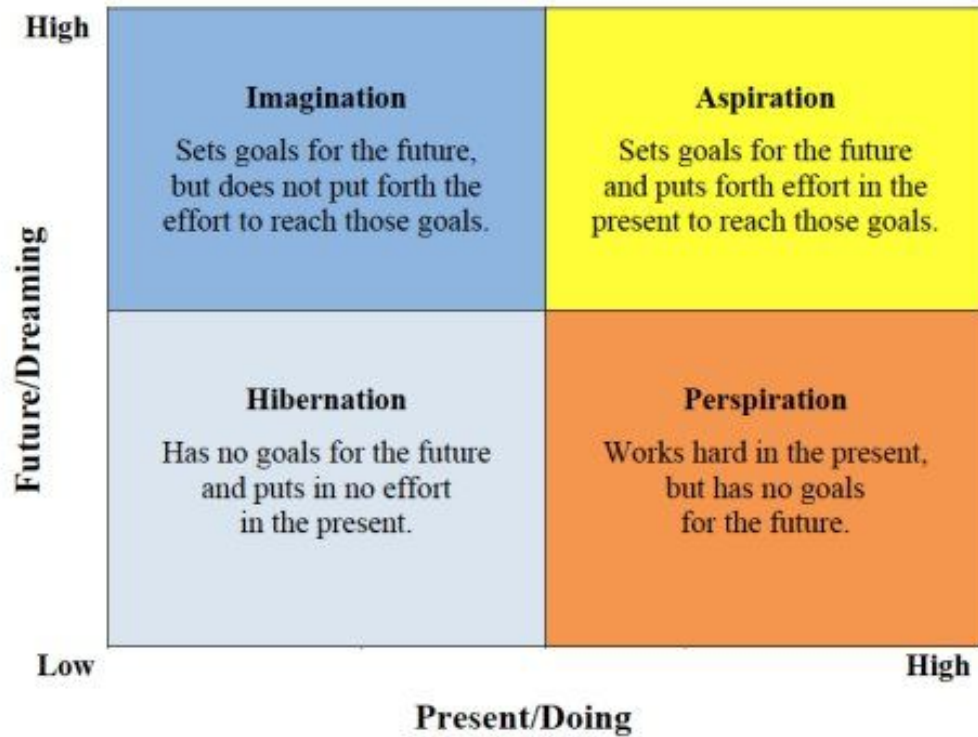 High
Imagination
Sets goals for the future,
but does not put forth the
effort to reach those goals.
Aspiration
Sets goals for the future
and puts forth effort in the
present to reach those goals.
Future/Dreaming
Hibernation
Has no goals for the future
and puts in no effort
in the present.
Perspiration
Works hard in the present,
but has no goals
for the future.
Low
High
Present/Doing